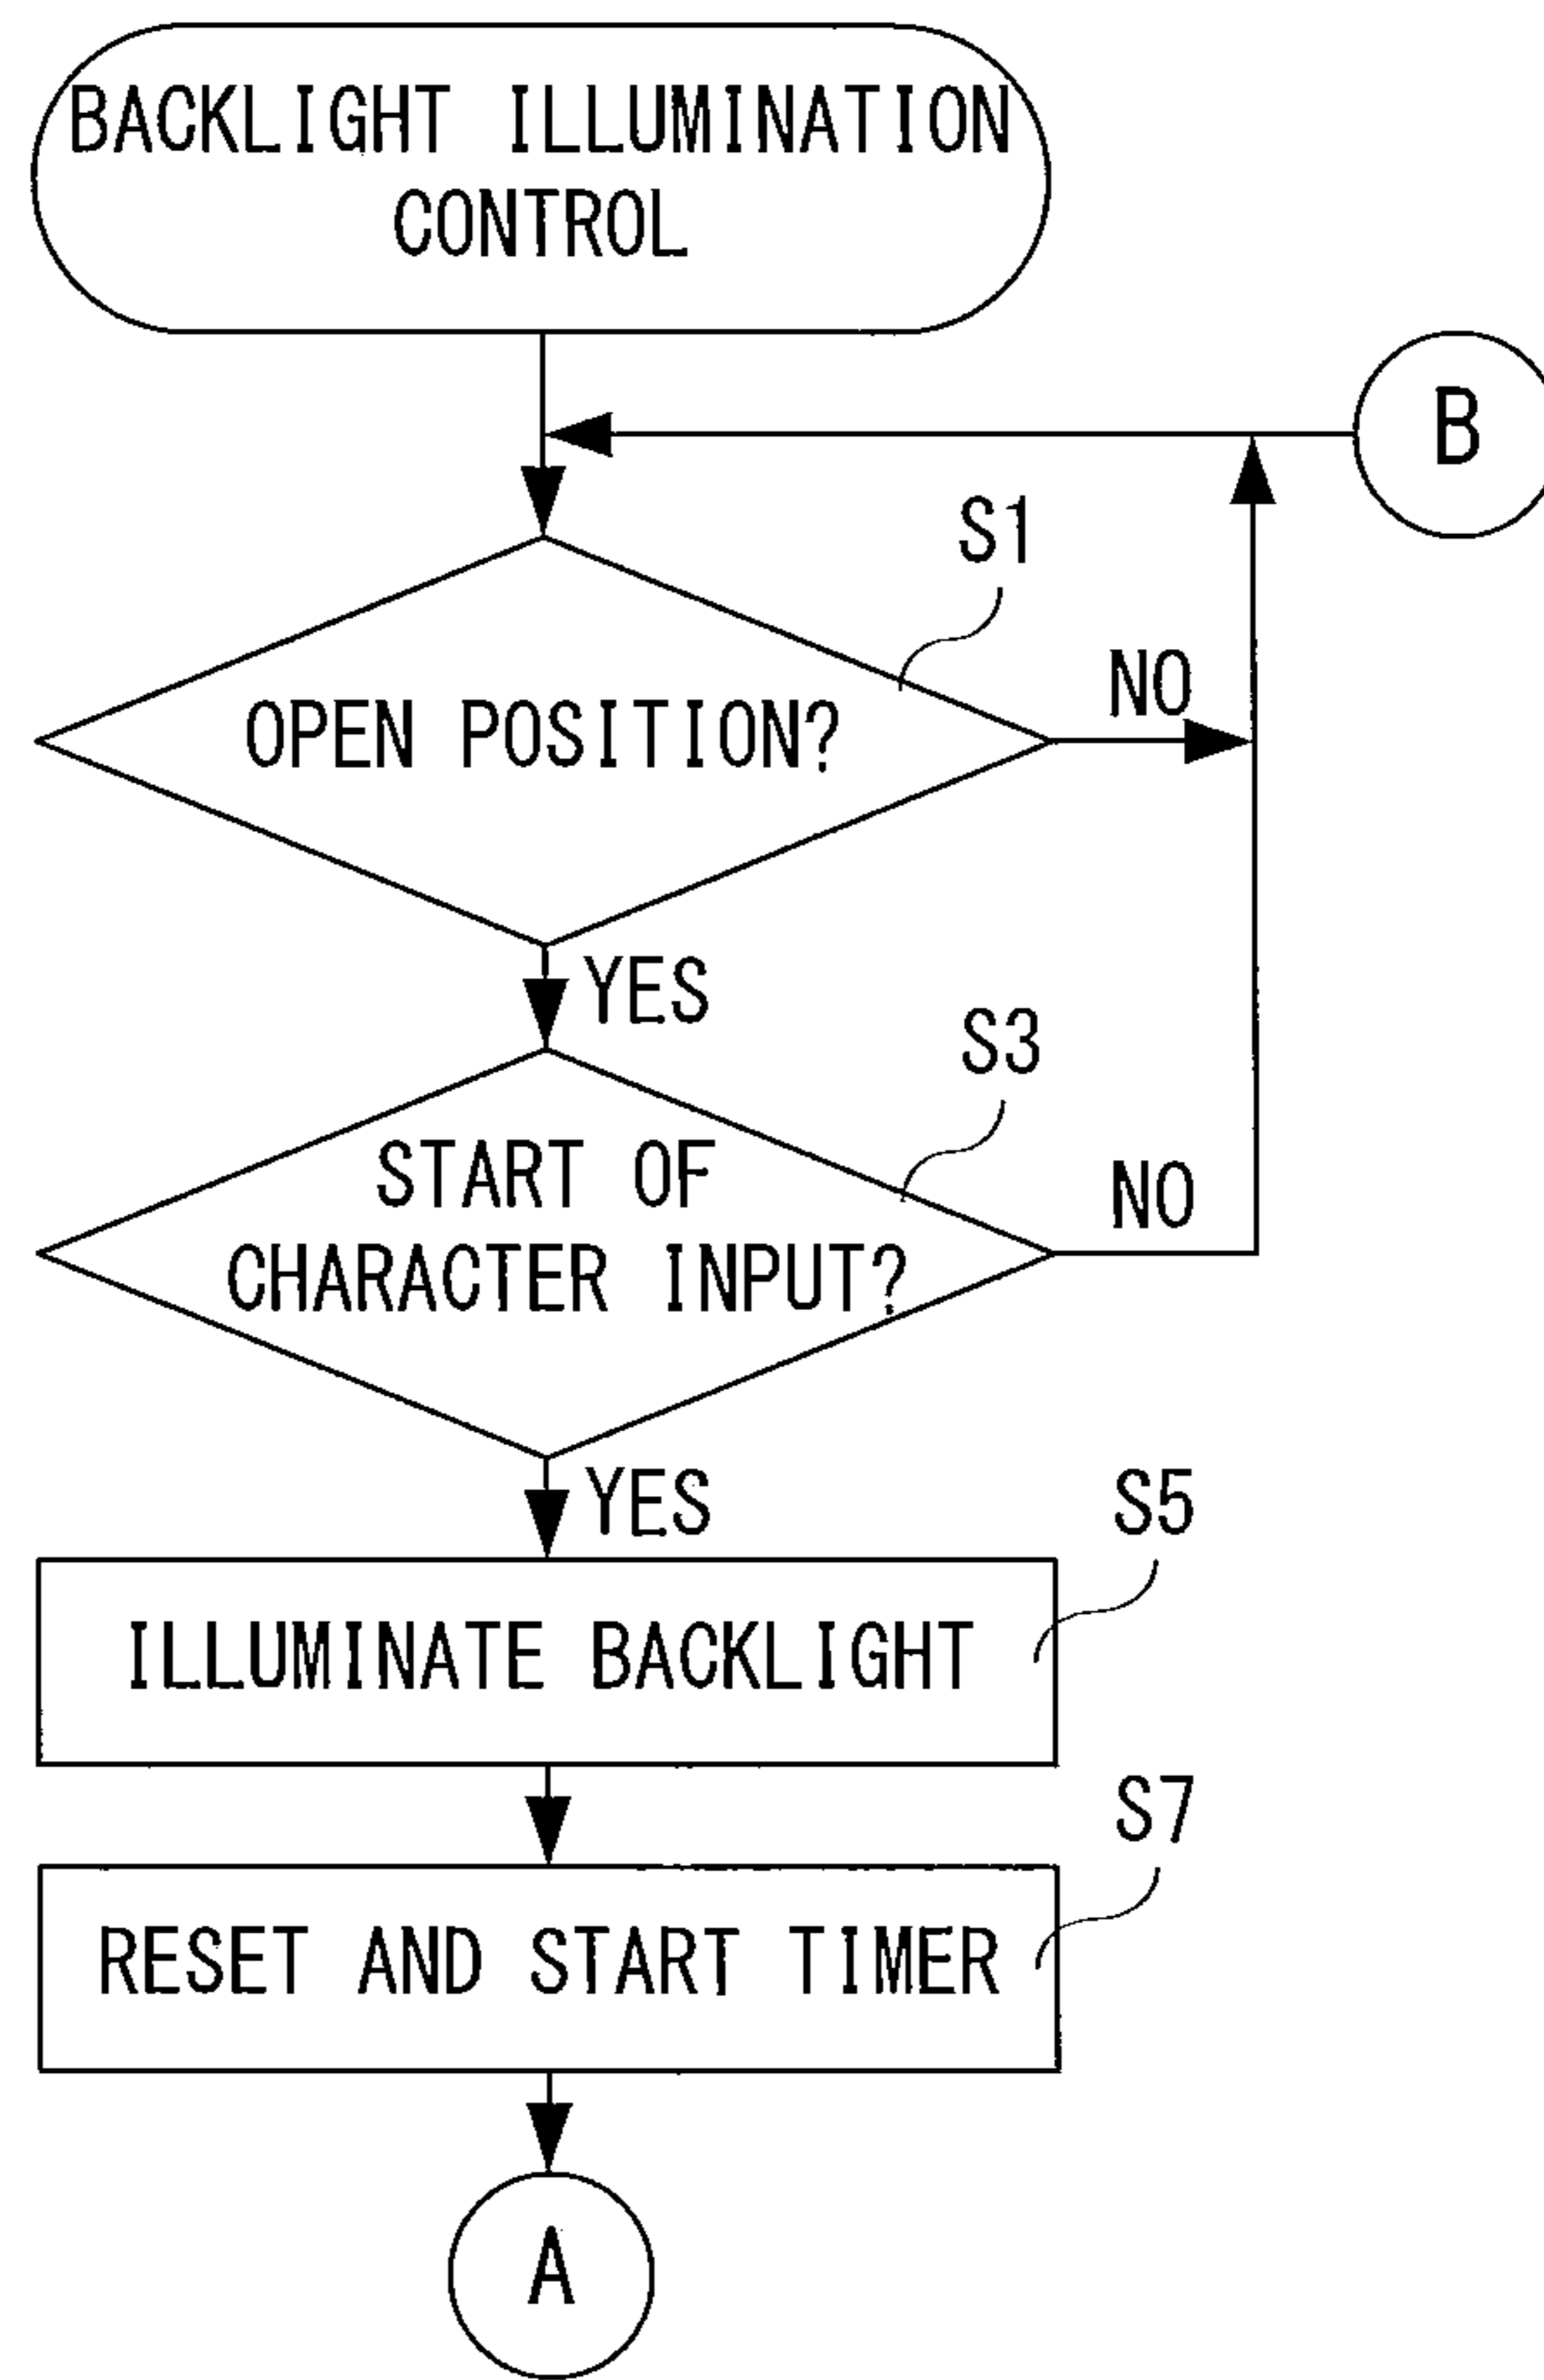 BACKLIGHT ILLUMINATION
CONTROL
B
S1
OPEN POSITION?
NO
YES
S3
START OF
CHARACTER INPUT?
NO
YES
S5
ILLUMINATE BACKLIGHT
S7
RESET AND START TIMER
A